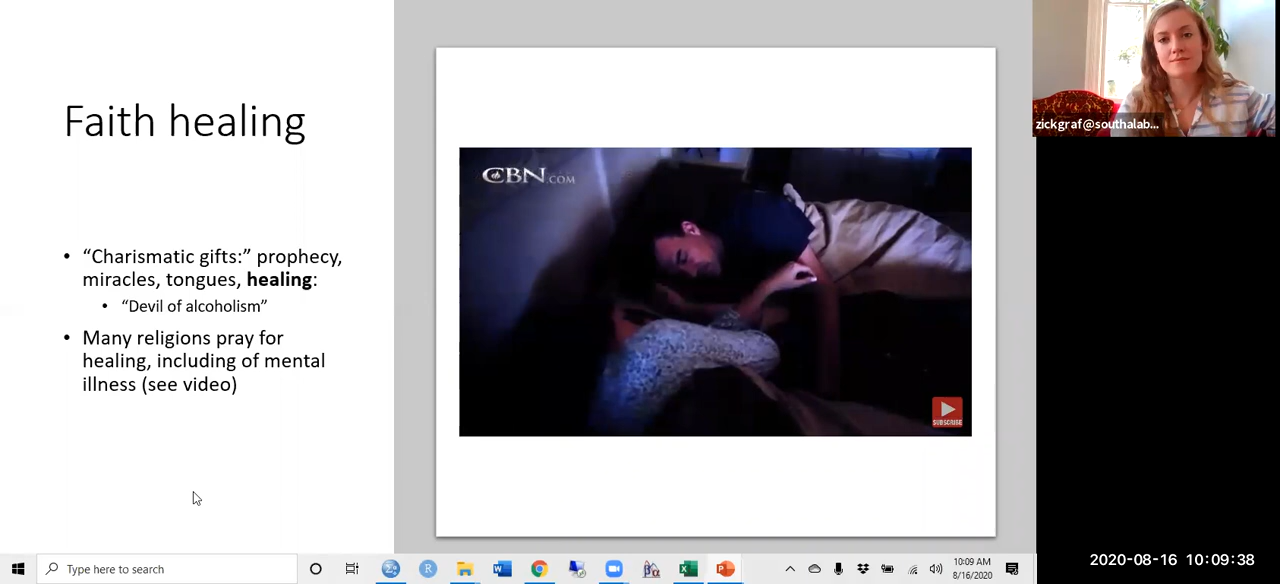 Faith healing
• “Charismatic gifts:” prophecy,
miracles, tongues, healing:
• “Devil of alcoholism”
• Many religions pray for
healing, including of mental
illness (see video)
CBN.COM
SUBSCRIBE
zickgraf@southalab...
Type here to search
10:09 AM
8/16/2020
2020-08-16 10:09:38